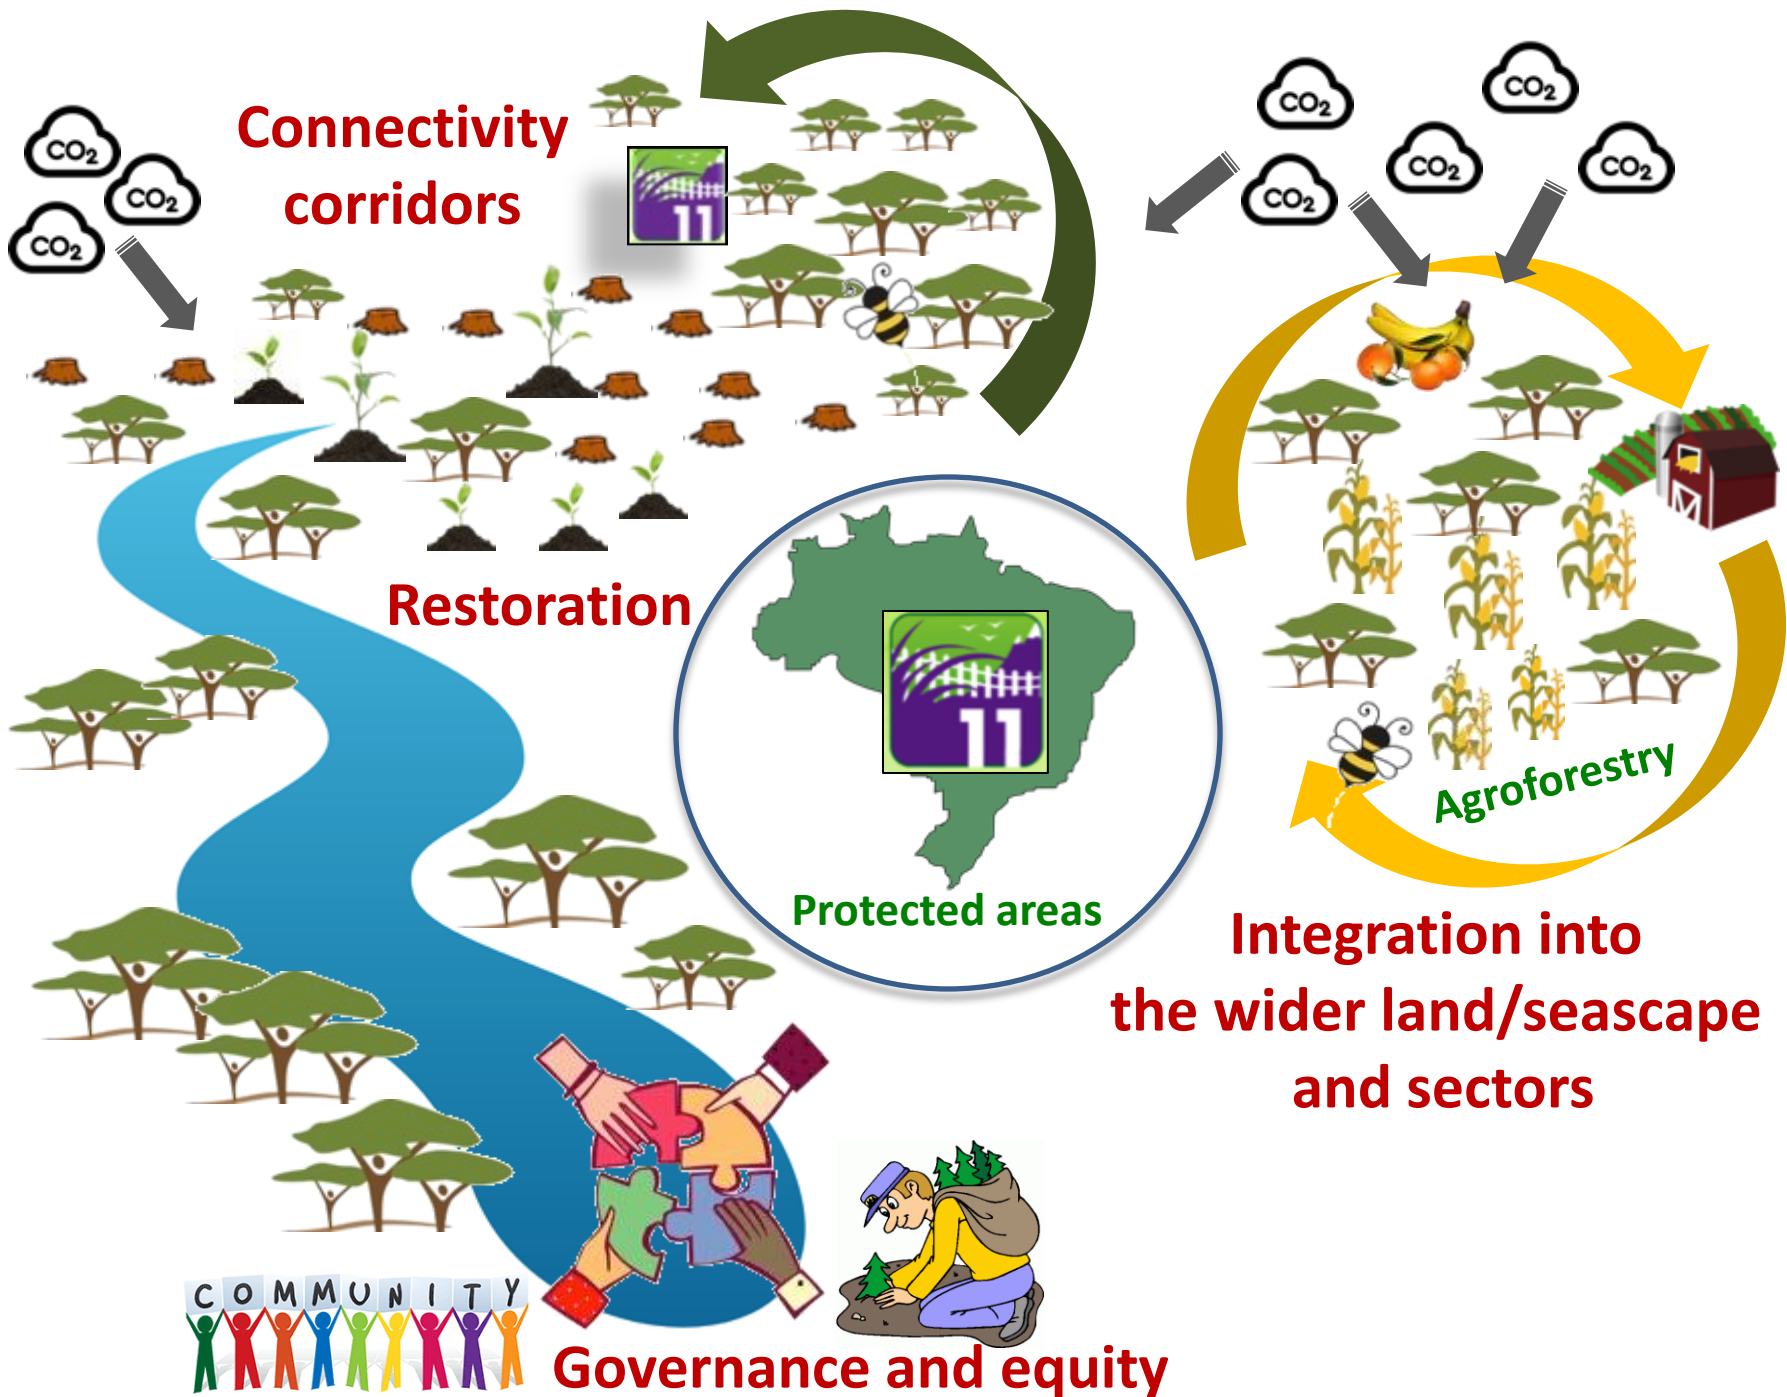 Connectivity
corridors
CO2
CO2
CO2
11
CO2
CO2
CO2
CO2
CO2
Restoration
11
Protected areas
Agroforestry
Integration into
the wider land/seascape
and sectors
COMMUNITY
Governance and equity